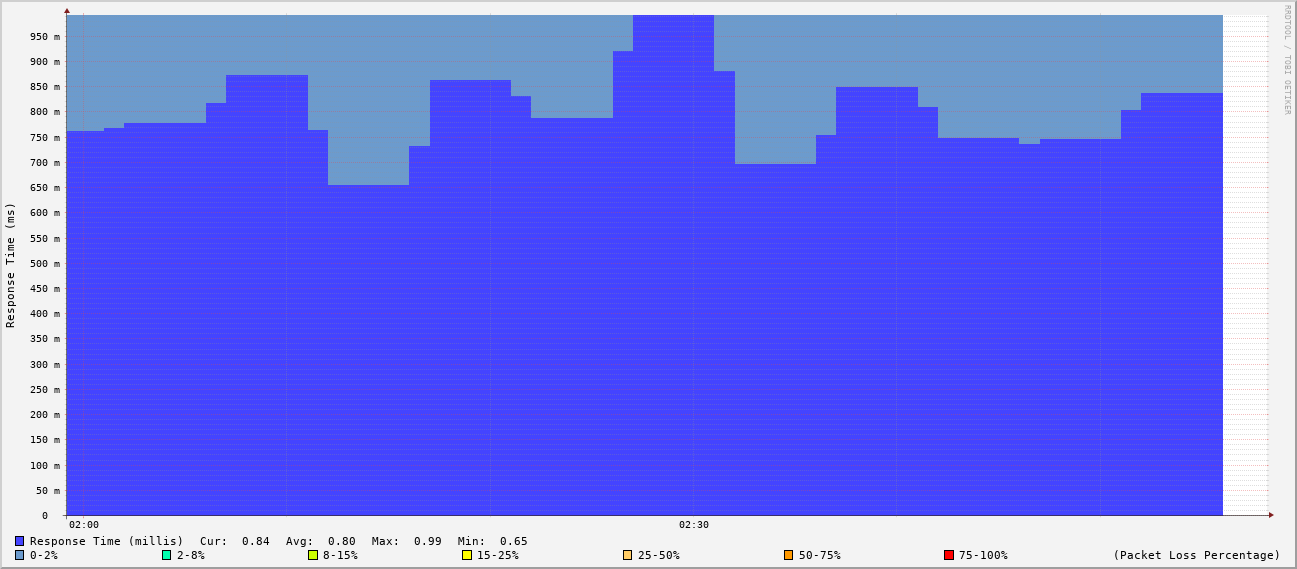 RRDTOOL / TOBI OETIKER
Response Time (ms)
950 m
900 m
850 m
800 m
750 m
700 m
650 m
600 m
550 m
500 m
450 m
400 m
350 m
300 m
250 m
200 m
150 m
100 m
50 m
0
02:00 02:30
Response Time (millis) Cur: 0.84 Avg: 0.80 Max: 0.99 Min: 0.65
0-2% 2-8% 8-15% 15-25% 25-50% 50-75% 75-100% (Packet Loss Percentage)